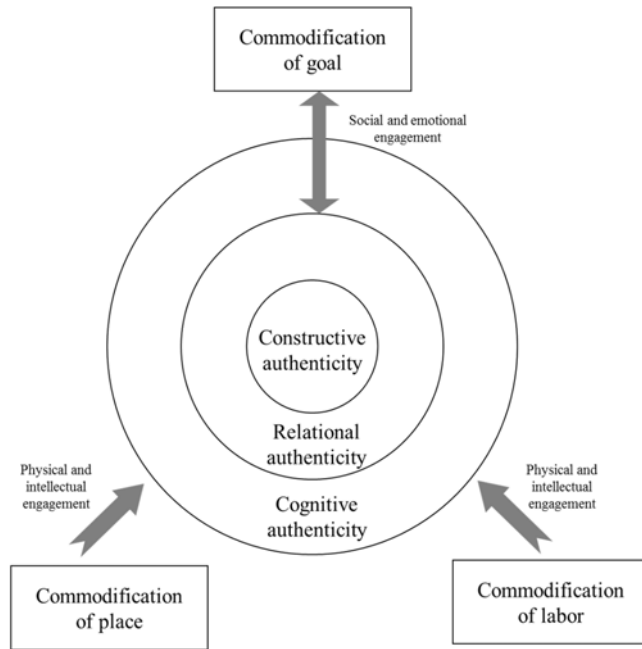 Commodification
of goal
Social and emotional
engagement
Constructive
authenticity
Relational
authenticity
Cognitive
authenticity
Physical and
intellectual
engagement
Physical and
intellectual
engagement
Commodification
of place
Commodification
of labor